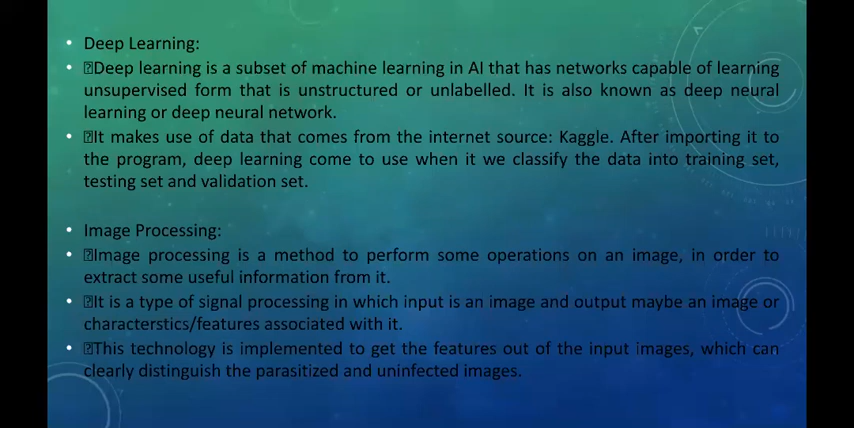 • Deep Learning:
• ⍰Deep learning is a subset of machine learning in AI that has networks capable of learning
unsupervised form that is unstructured or unlabelled. It is also known as deep neural
learning or deep neural network.
• ⍰It makes use of data that comes from the internet source: Kaggle. After importing it to
the program, deep learning come to use when it we classify the data into training set,
testing set and validation set.
• Image Processing:
• ⍰Image processing is a method to perform some operations on an image, in order to
extract some useful information from it.
• ⍰It is a type of signal processing in which input is an image and output maybe an image or
characterstics/features associated with it.
• ⍰This technology is implemented to get the features out of the input images, which can
clearly distinguish the parasitized and uninfected images.